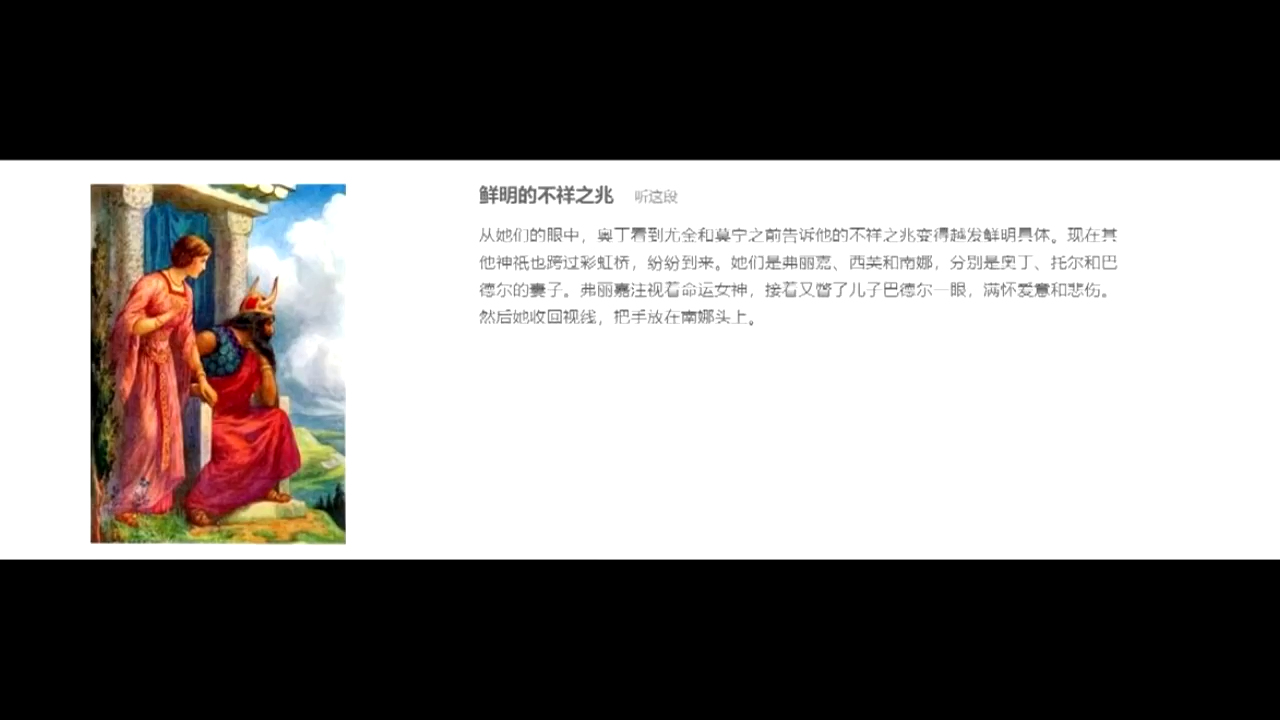 鲜明的不祥之兆 听这段
从她们的眼中，奥丁看到尤金和莫宁之前告诉他的不祥之兆变得越发鲜明具体。现在其
他神祇也跨过彩虹桥，纷纷到来。她们是弗丽嘉、西芙和南娜，分别是奥丁、托尔和巴
德尔的妻子。弗丽嘉注视着命运女神，接着又瞥了儿子巴德尔一眼，满怀爱意和悲伤。
然后她收回视线，把手放在南娜头上。